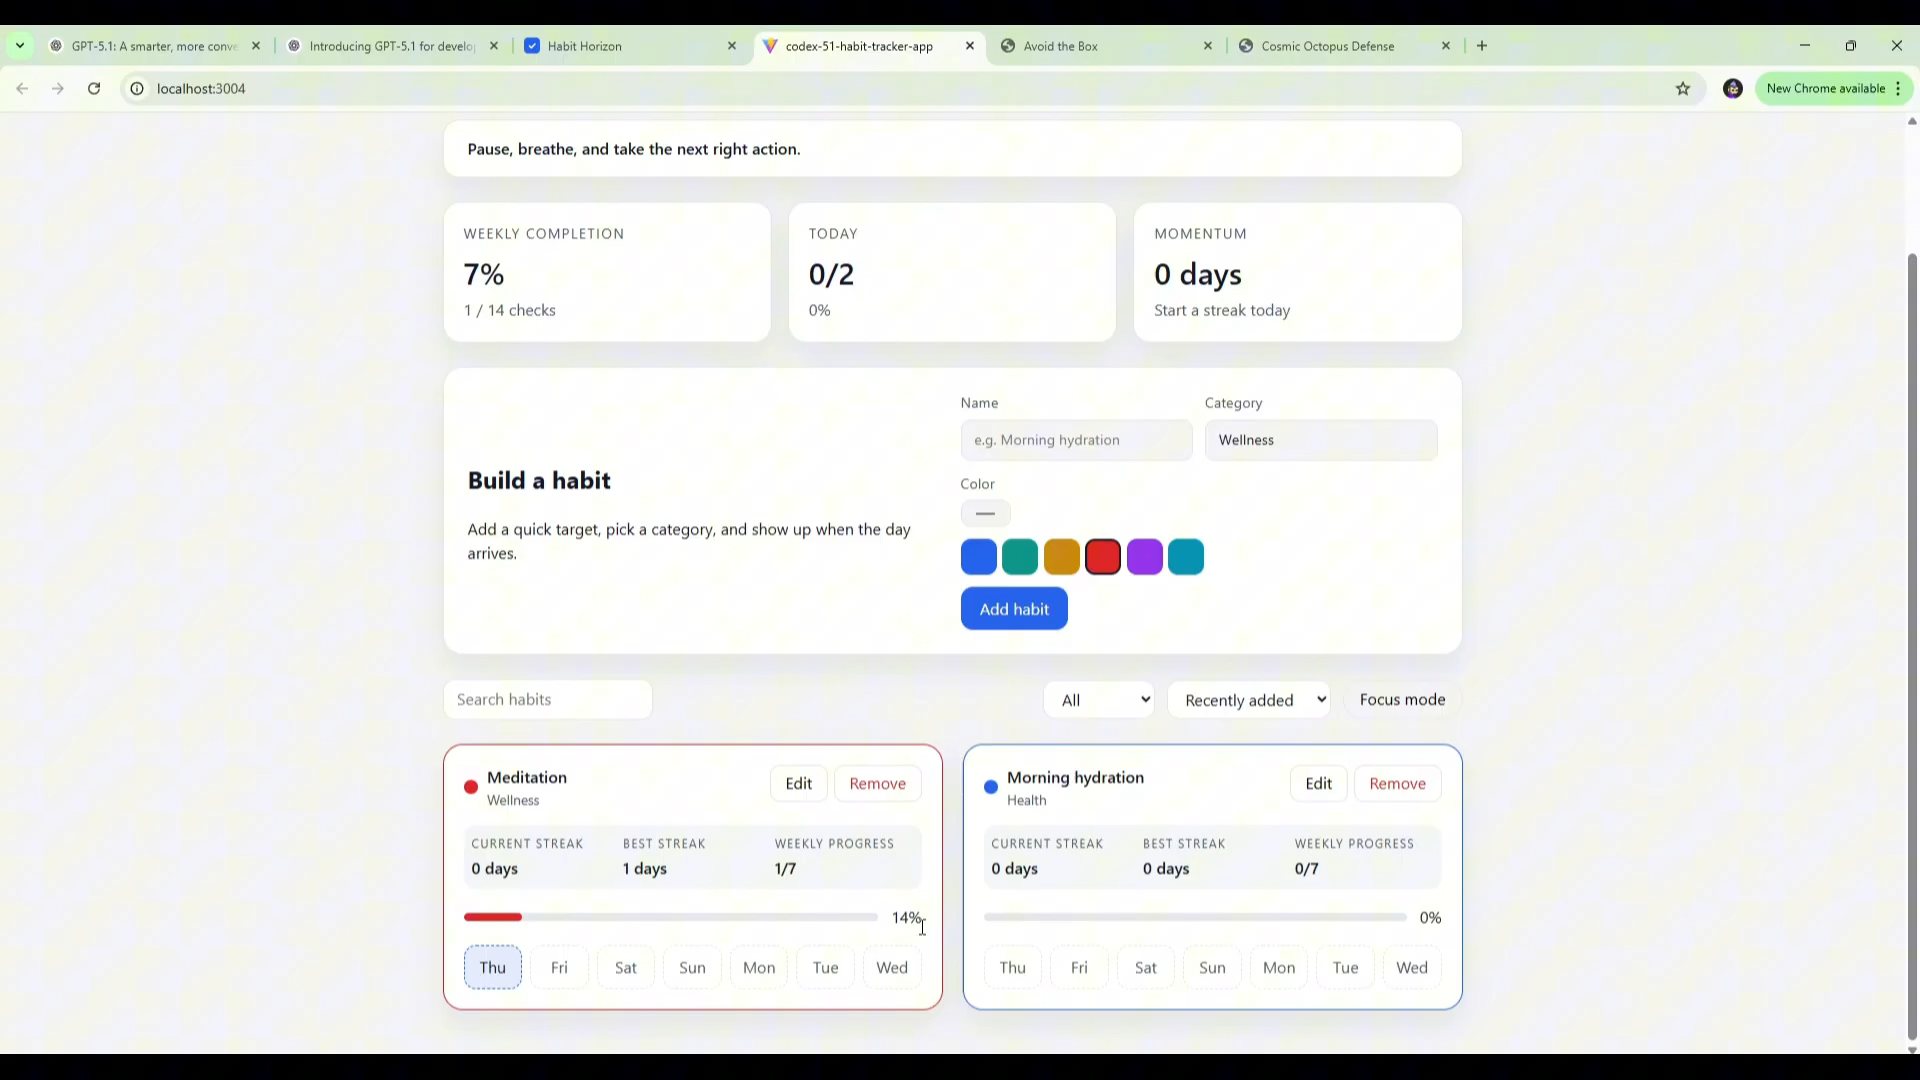 GPT-5.1: A smarter, more conve
Introducing GPT-5.1 for develo
Habit Horizon
codex-51-habit-tracker-app
Avoid the Box
Cosmic Octopus Defense
localhost:3004
New Chrome available
Pause, breathe, and take the next right action.
WEEKLY COMPLETION
7%
1 / 14 checks
TODAY
0/2
0%
MOMENTUM
0 days
Start a streak today
Build a habit
Add a quick target, pick a category, and show up when the day
arrives.
Name
e.g. Morning hydration
Category
Wellness
Color
Add habit
Search habits
All
Recently added
Focus mode
Meditation
Wellness
Edit
Remove
CURRENT STREAK
0 days
BEST STREAK
1 days
WEEKLY PROGRESS
1/7
14%
Thu Fri Sat Sun Mon Tue Wed
Morning hydration
Health
Edit
Remove
CURRENT STREAK
0 days
BEST STREAK
0 days
WEEKLY PROGRESS
0/7
0%
Thu Fri Sat Sun Mon Tue Wed